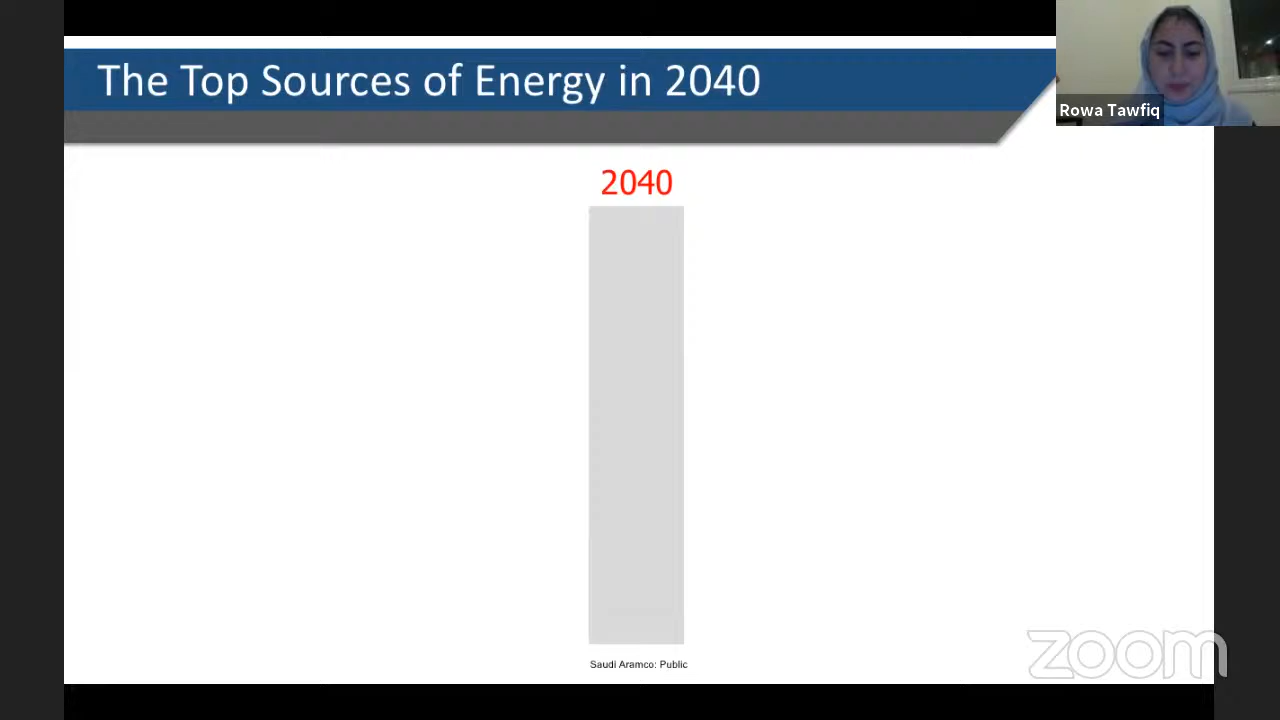 The Top Sources of Energy in 2040
Rowa Tawfiq
2040
Saudi Aramco: Public
zoom